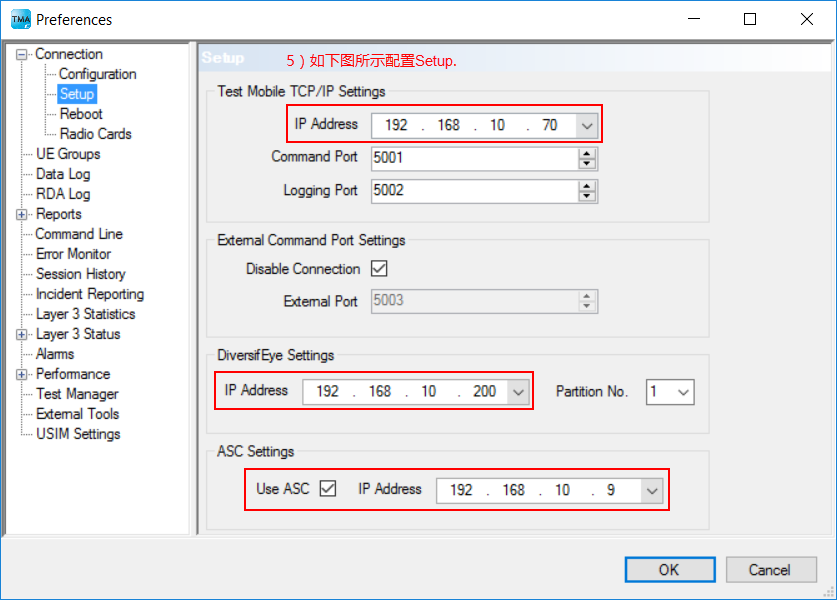 TMA Preferences
Connection
Configuration
Setup
Reboot
Radio Cards
UE Groups
Data Log
RDA Log
Reports
Command Line
Error Monitor
Session History
Incident Reporting
Layer 3 Statistics
Layer 3 Status
Alarms
Performance
Test Manager
External Tools
USIM Settings
Setup
5）如下图所示配置Setup.
Test Mobile TCP/IP Settings
IP Address 192 . 168 . 10 . 70
Command Port 5001
Logging Port 5002
External Command Port Settings
Disable Connection
External Port 5003
DiversifEye Settings
IP Address 192 . 168 . 10 . 200 Partition No. 1
ASC Settings
Use ASC IP Address 192 . 168 . 10 . 9
OK Cancel